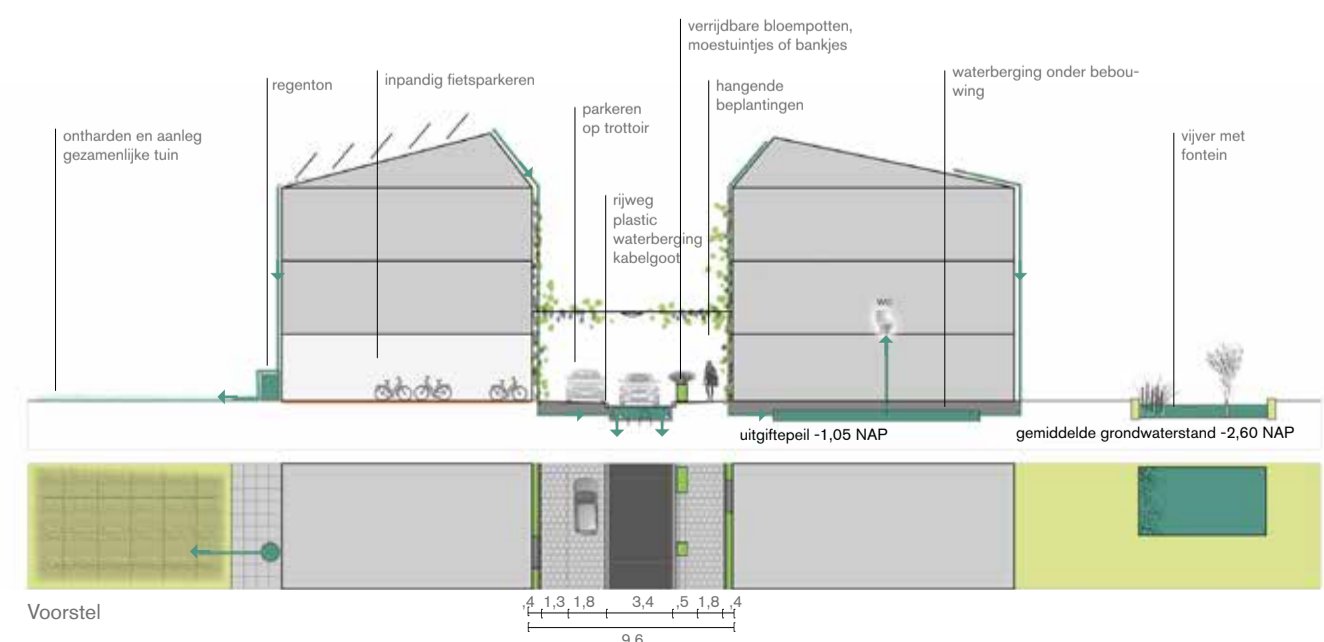 verrijdbare bloempotten,
moestuintjes of bankjes
regenton
inpandig fietsparkeren
hangende
beplantingen
waterberging onder bebou-
wing
ontharden en aanleg
gezamenlijke tuin
parkeren
op trottoir
vijver met
fontein
rijweg
plastic
waterberging
kabelgoot
wc
uitgiftepeil -1,05 NAP
gemiddelde grondwaterstand -2,60 NAP
Voorstel
,4 1,3 1,8 3,4 ,5 1,8 ,4
9,6